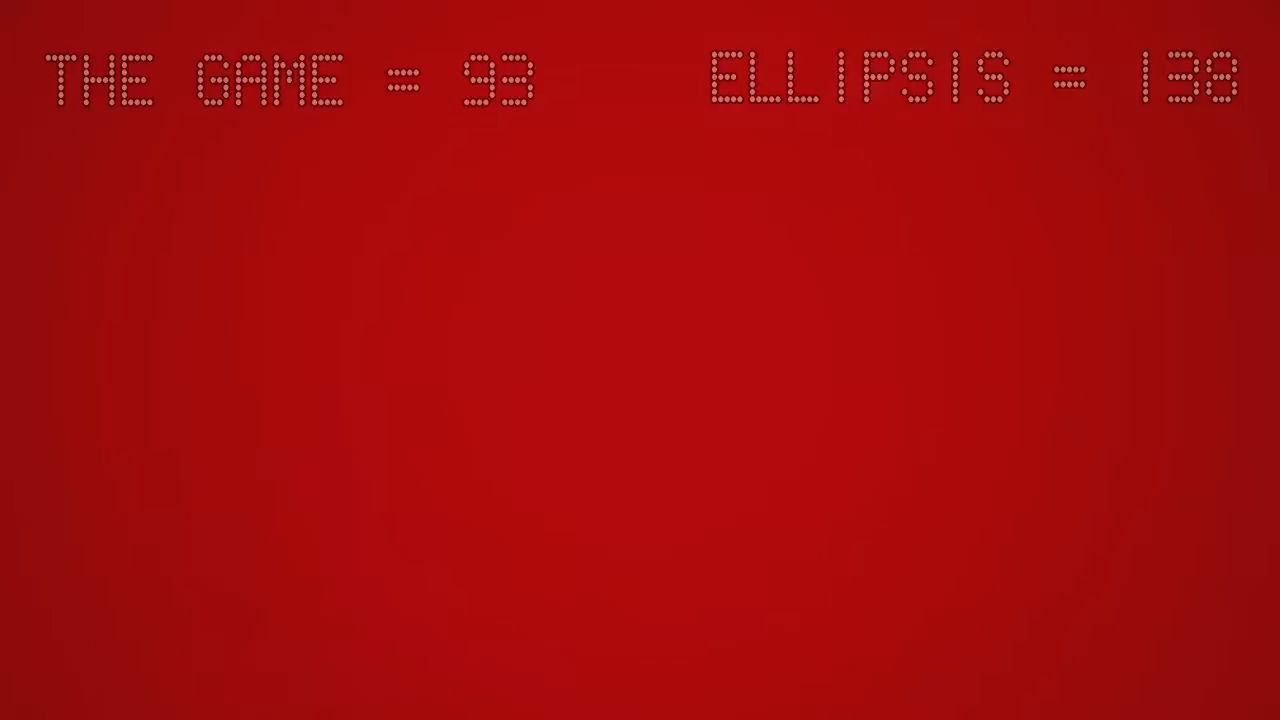 THE GAME = 93
ELLIPSIS = 138